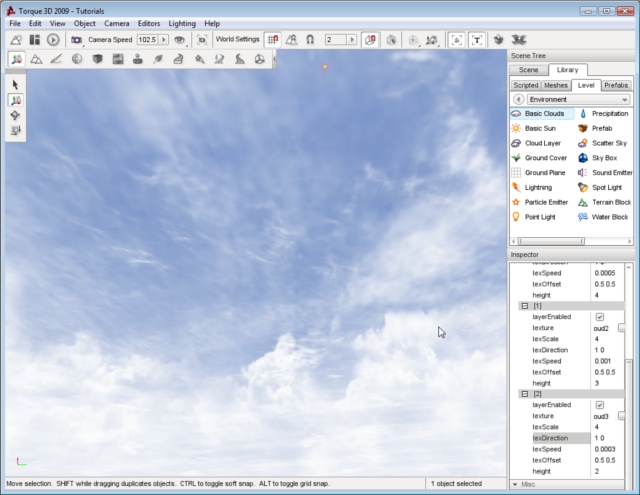 Torque 3D 2009 - Tutorials
File Edit View Object Camera Editors Lighting Help
Camera Speed 102.5 World Settings 2
Scene Tree
Scene Library
Scripted Meshes Level Prefabs
Environment
Basic Clouds Precipitation
Basic Sun Prefab
Cloud Layer Scatter Sky
Ground Cover Sky Box
Ground Plane Sound Emitter
Lightning Spot Light
Particle Emitter Terrain Block
Point Light Water Block
Inspector
texSpeed 0.0005
texOffset 0.5 0.5
height 4
[1]
layerEnabled
texture oud2
texScale 4
texDirection 1 0
texSpeed 0.001
texOffset 0.5 0.5
height 3
[2]
layerEnabled
texture oud3
texScale 4
texDirection 1 0
texSpeed 0.0003
texOffset 0.5 0.5
height 2
Misc
Move selection. SHIFT while dragging duplicates objects. CTRL to toggle soft snap. ALT to toggle grid snap. 1 object selected